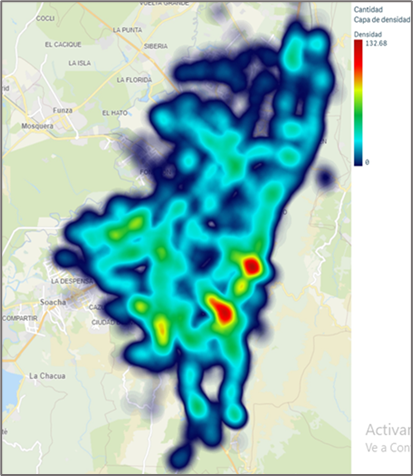 VUELTA GRANDE
COCLI
LA PUNTA
EL CACIQUE
SIBERIA
LA ISLA
LA FLORIDA
Funza
EL HATO
Mosquera
LA DESPENSA
Soacha
COMPARTIR
CIUDAD
La Chacua
Cantidad
Capa de densidad
Densidad
132.68
0
Activar
Ve a Con